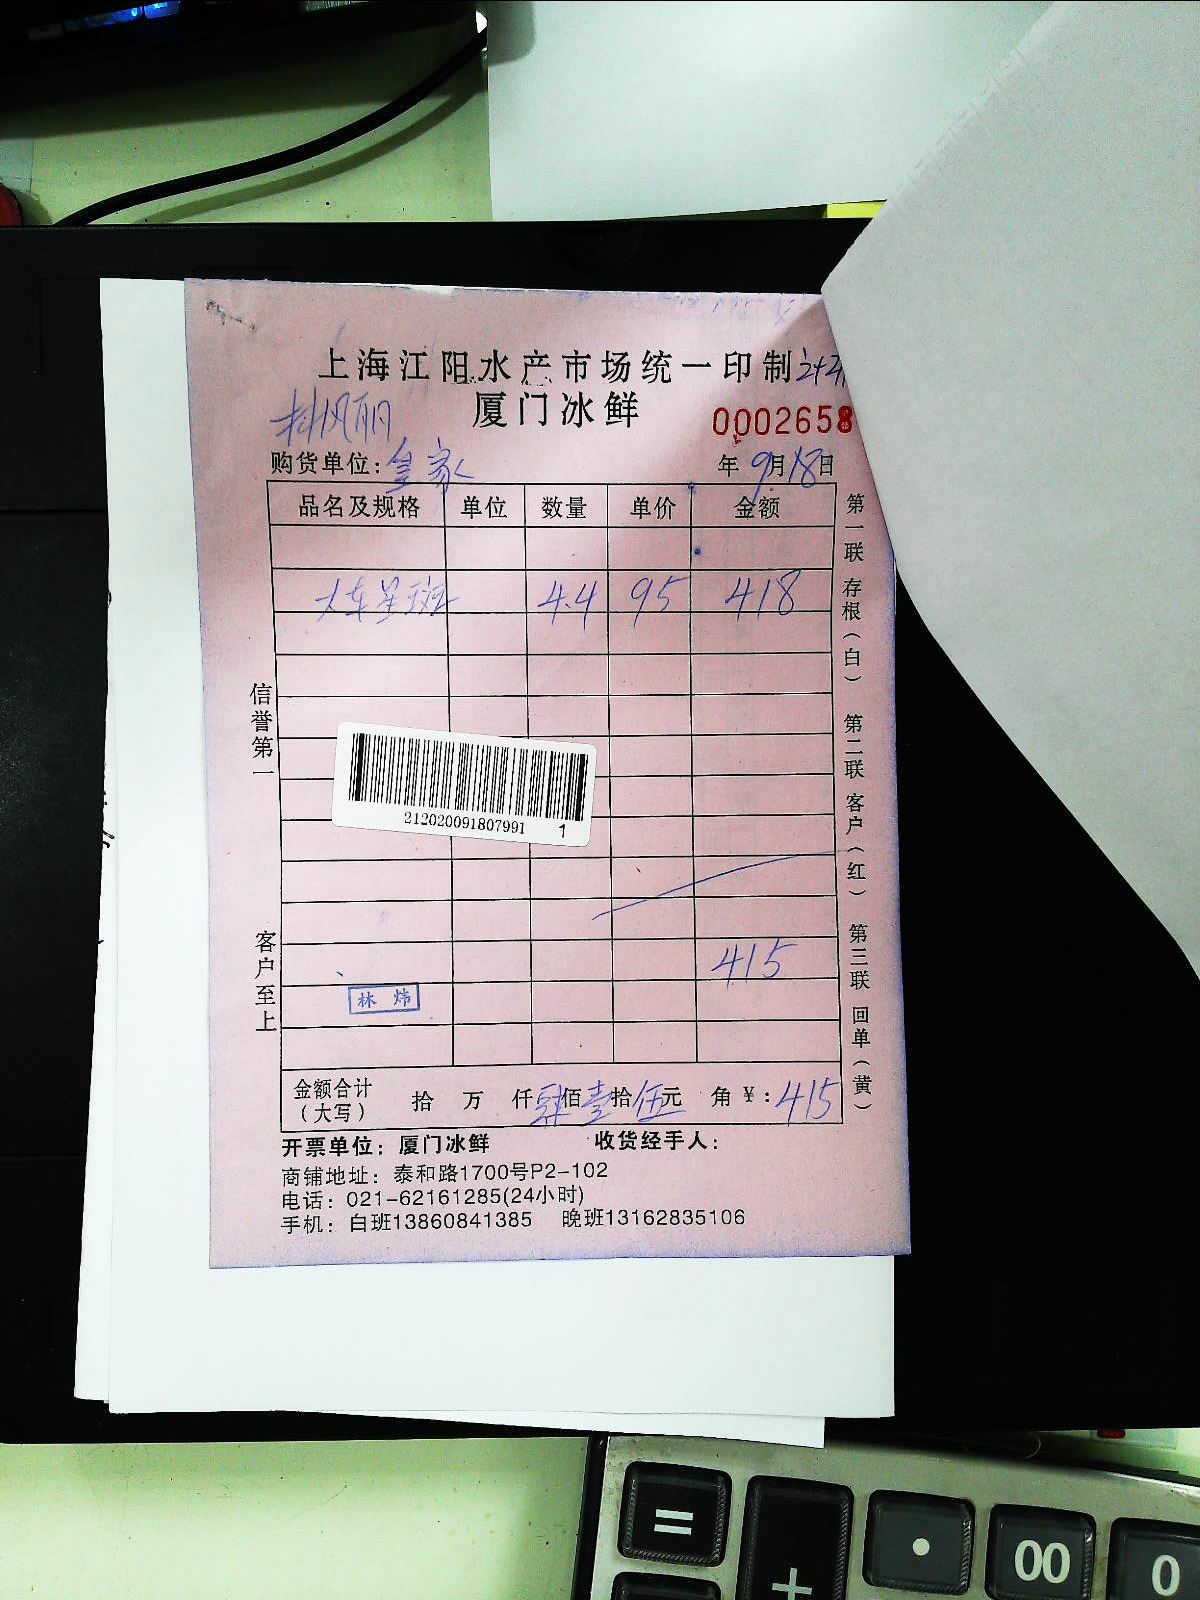 上海江阳水产市场统一印制
厦门冰鲜
0002658
购货单位：皇家
年 9月18日
品名及规格 单位 数量 单价 金额
星斑 4.4 95 418
212020091807991 1
415
林 炜
金额合计（大写） 拾 万 仟 肆佰 壹拾 伍元 角 ¥：415
开票单位：厦门冰鲜 收货经手人：
商铺地址：泰和路1700号P2-102
电话：021-62161285(24小时)
手机：白班13860841385 晚班13162835106
信誉第一
客户至上
第一联 存根（白）
第二联 客户（红）
第三联 回单（黄）
=
+
•
00
0